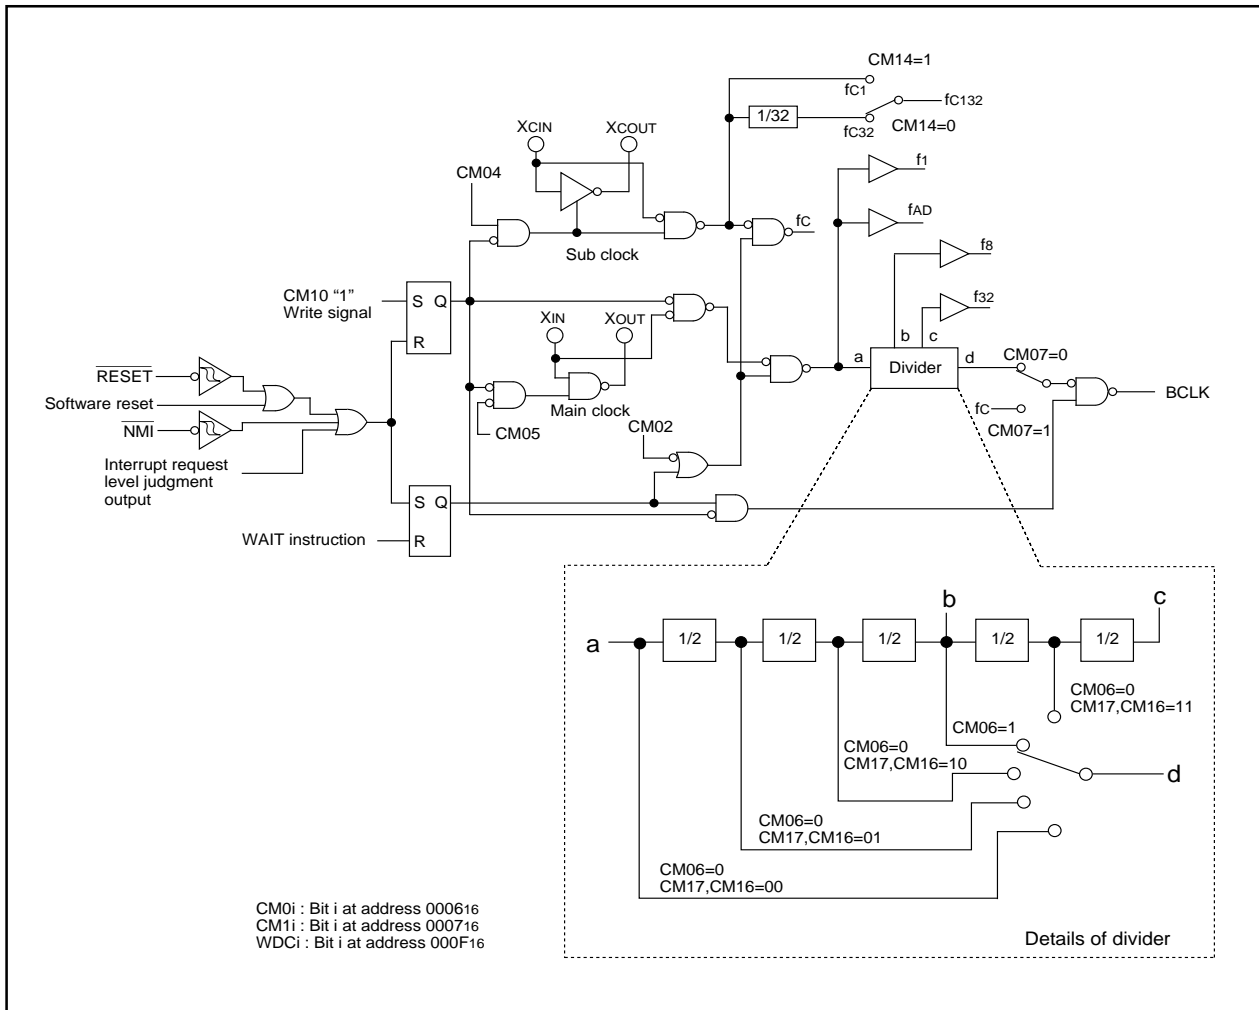 CM14=1
fC1
1/32
fC132
fC32
CM14=0
XCIN
XCOUT
CM04
f1
fAD
fC
Sub clock
f8
f32
CM10 “1”
Write signal
S Q
R
XIN
XOUT
b c
a
Divider
d
CM07=0
BCLK
RESET
Software reset
NMI
Main clock
CM05
CM02
fC
CM07=1
Interrupt request
level judgment
output
S Q
R
WAIT instruction
a
1/2
1/2
1/2
b
1/2
1/2
c
CM06=0
CM17,CM16=11
CM06=1
CM06=0
CM17,CM16=10
d
CM06=0
CM17,CM16=01
CM06=0
CM17,CM16=00
CM0i : Bit i at address 000616
CM1i : Bit i at address 000716
WDCi : Bit i at address 000F16
Details of divider